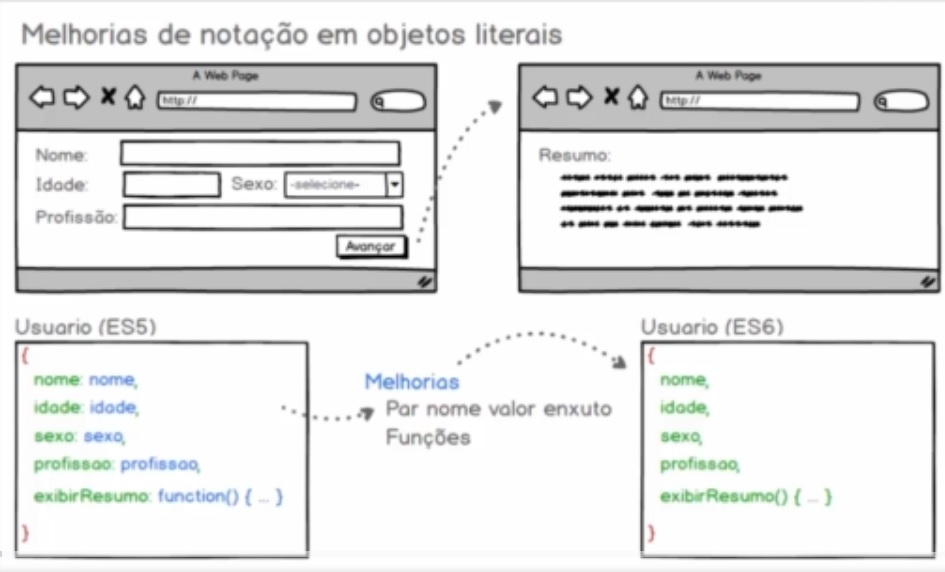 Melhorias de notação em objetos literais
A Web Page
http://
Nome:
Idade:
Sexo: -selecione-
Profissão:
Avançar
A Web Page
http://
Resumo:
Usuario (ES5)
{
nome: nome,
idade: idade,
sexo: sexo,
profissao: profissao,
exibirResumo: function() { ... }
}
Melhorias
Par nome valor enxuto
Funções
Usuario (ES6)
{
nome,
idade,
sexo,
profissao,
exibirResumo() { ... }
}